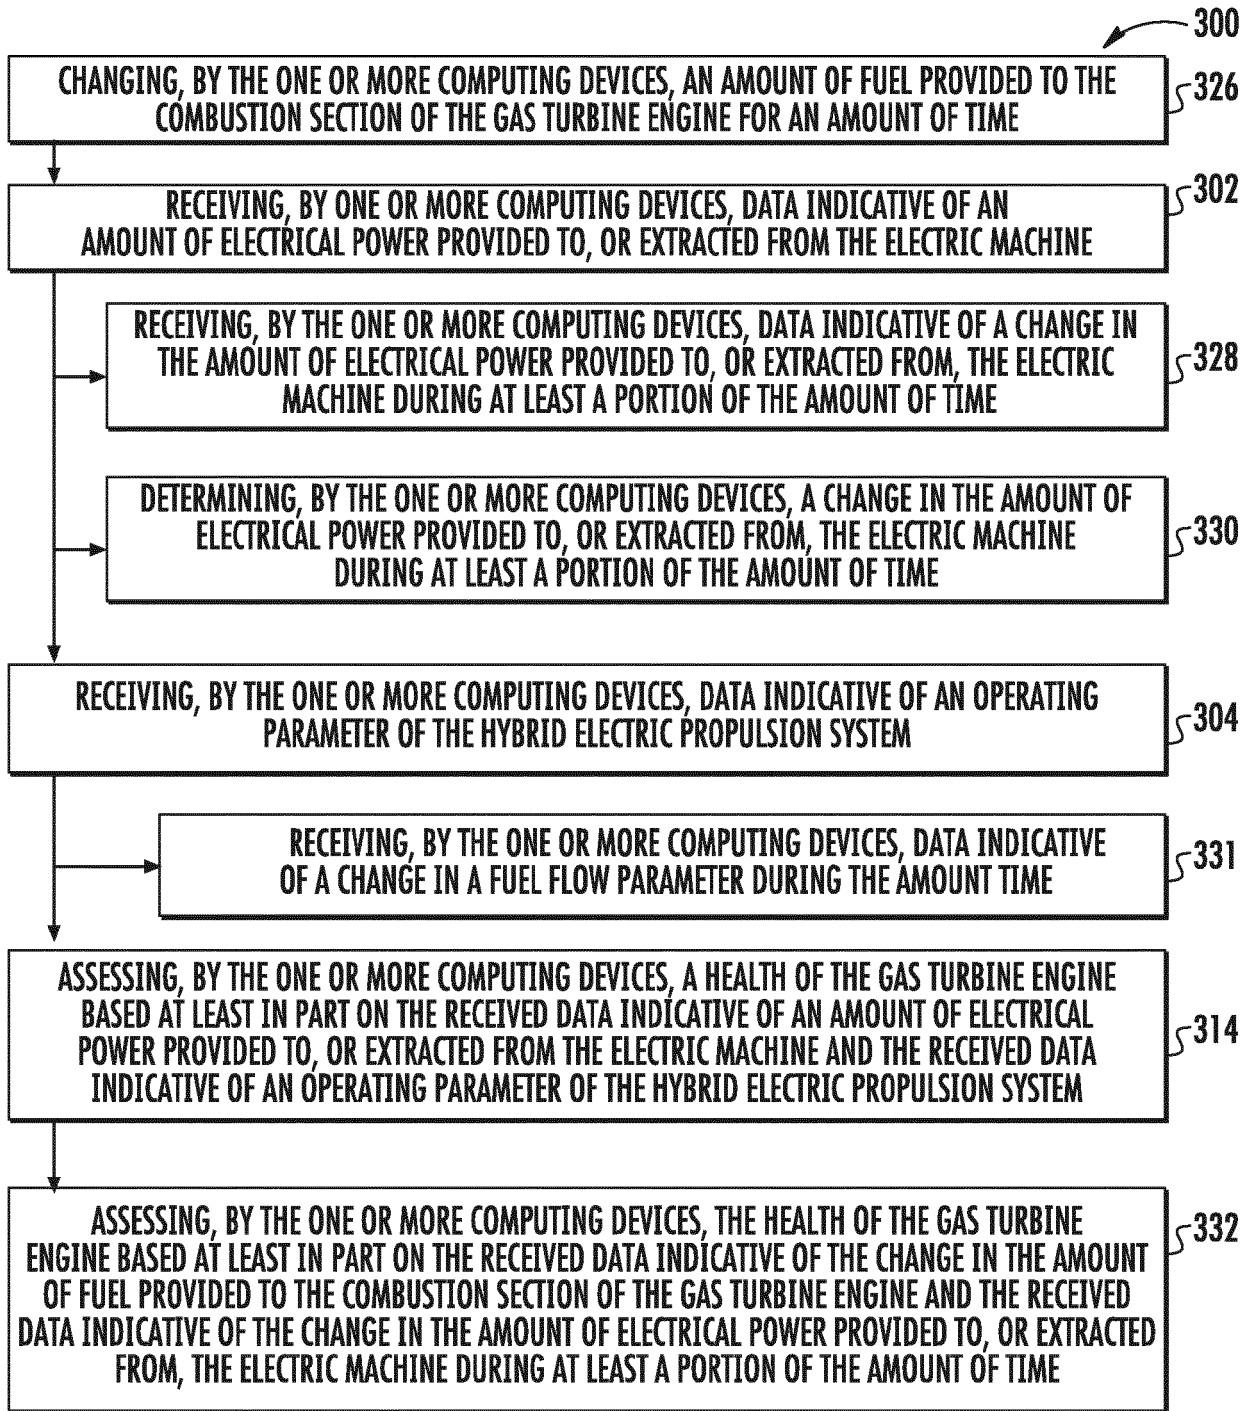 300
CHANGING, BY THE ONE OR MORE COMPUTING DEVICES, AN AMOUNT OF FUEL PROVIDED TO THE
COMBUSTION SECTION OF THE GAS TURBINE ENGINE FOR AN AMOUNT OF TIME
326
RECEIVING, BY ONE OR MORE COMPUTING DEVICES, DATA INDICATIVE OF AN
AMOUNT OF ELECTRICAL POWER PROVIDED TO, OR EXTRACTED FROM THE ELECTRIC MACHINE
302
RECEIVING, BY THE ONE OR MORE COMPUTING DEVICES, DATA INDICATIVE OF A CHANGE IN
THE AMOUNT OF ELECTRICAL POWER PROVIDED TO, OR EXTRACTED FROM, THE ELECTRIC
MACHINE DURING AT LEAST A PORTION OF THE AMOUNT OF TIME
328
DETERMINING, BY THE ONE OR MORE COMPUTING DEVICES, A CHANGE IN THE AMOUNT OF
ELECTRICAL POWER PROVIDED TO, OR EXTRACTED FROM, THE ELECTRIC MACHINE
DURING AT LEAST A PORTION OF THE AMOUNT OF TIME
330
RECEIVING, BY THE ONE OR MORE COMPUTING DEVICES, DATA INDICATIVE OF AN OPERATING
PARAMETER OF THE HYBRID ELECTRIC PROPULSION SYSTEM
304
RECEIVING, BY THE ONE OR MORE COMPUTING DEVICES, DATA INDICATIVE
OF A CHANGE IN A FUEL FLOW PARAMETER DURING THE AMOUNT TIME
331
ASSESSING, BY THE ONE OR MORE COMPUTING DEVICES, A HEALTH OF THE GAS TURBINE ENGINE
BASED AT LEAST IN PART ON THE RECEIVED DATA INDICATIVE OF AN AMOUNT OF ELECTRICAL
POWER PROVIDED TO, OR EXTRACTED FROM THE ELECTRIC MACHINE AND THE RECEIVED DATA
INDICATIVE OF AN OPERATING PARAMETER OF THE HYBRID ELECTRIC PROPULSION SYSTEM
314
ASSESSING, BY THE ONE OR MORE COMPUTING DEVICES, THE HEALTH OF THE GAS TURBINE
ENGINE BASED AT LEAST IN PART ON THE RECEIVED DATA INDICATIVE OF THE CHANGE IN THE AMOUNT
OF FUEL PROVIDED TO THE COMBUSTION SECTION OF THE GAS TURBINE ENGINE AND THE RECEIVED
DATA INDICATIVE OF THE CHANGE IN THE AMOUNT OF ELECTRICAL POWER PROVIDED TO, OR EXTRACTED
FROM, THE ELECTRIC MACHINE DURING AT LEAST A PORTION OF THE AMOUNT OF TIME
332